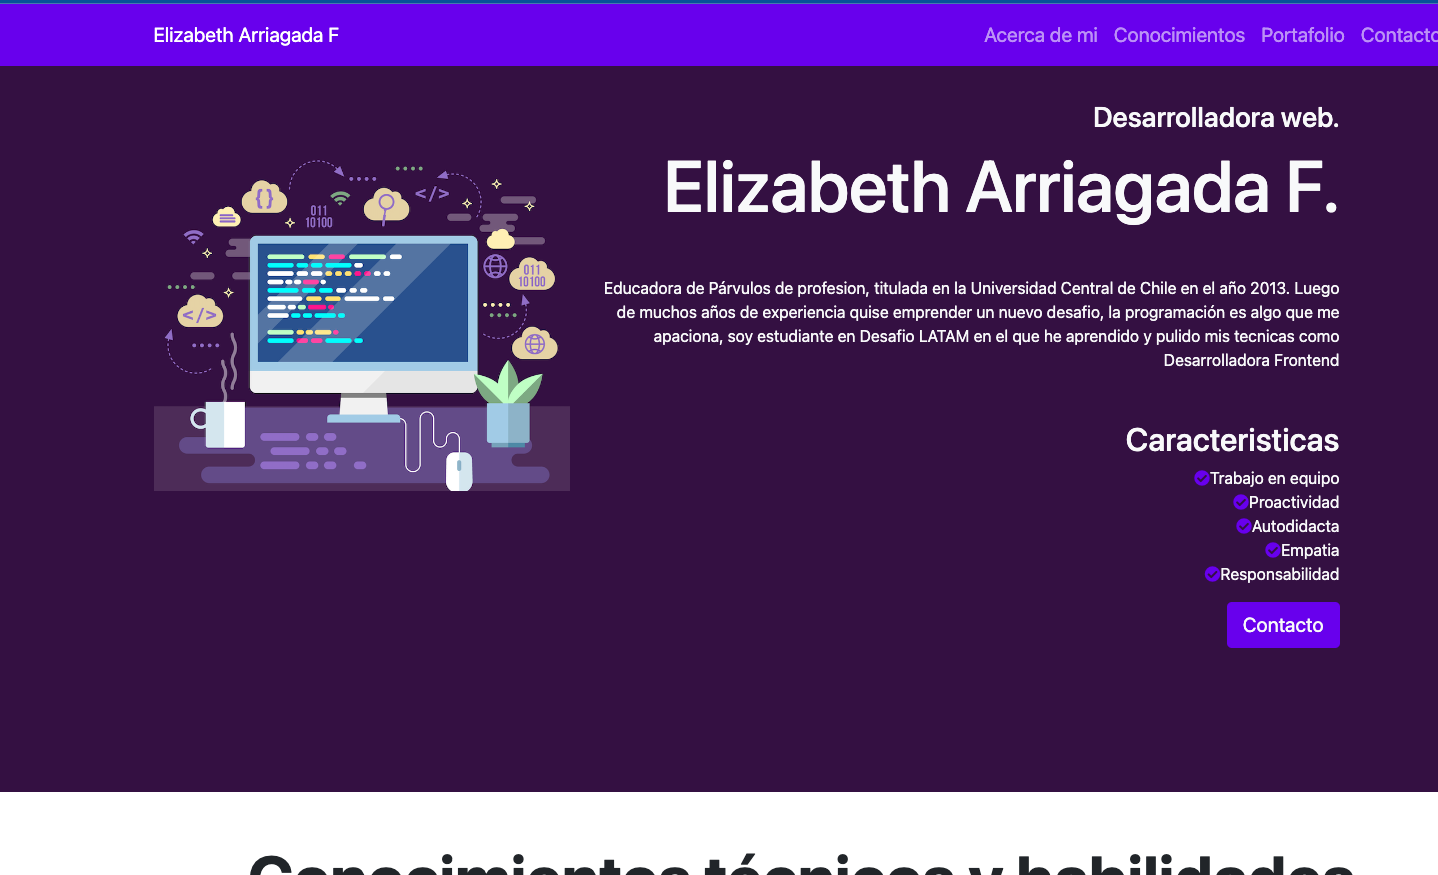 Elizabeth Arriagada F
Acerca de mi Conocimientos Portafolio Contacto
Desarrolladora web.
Elizabeth Arriagada F.
Educadora de Párvulos de profesion, titulada en la Universidad Central de Chile en el año 2013. Luego
de muchos años de experiencia quise emprender un nuevo desafio, la programación es algo que me
apaciona, soy estudiante en Desafio LATAM en el que he aprendido y pulido mis tecnicas como
Desarrolladora Frontend
{}
</>
011
10100
011
10100
</>
Caracteristicas
Trabajo en equipo
Proactividad
Autodidacta
Empatia
Responsabilidad
Contacto
Conocimientos técnicos y habilidades